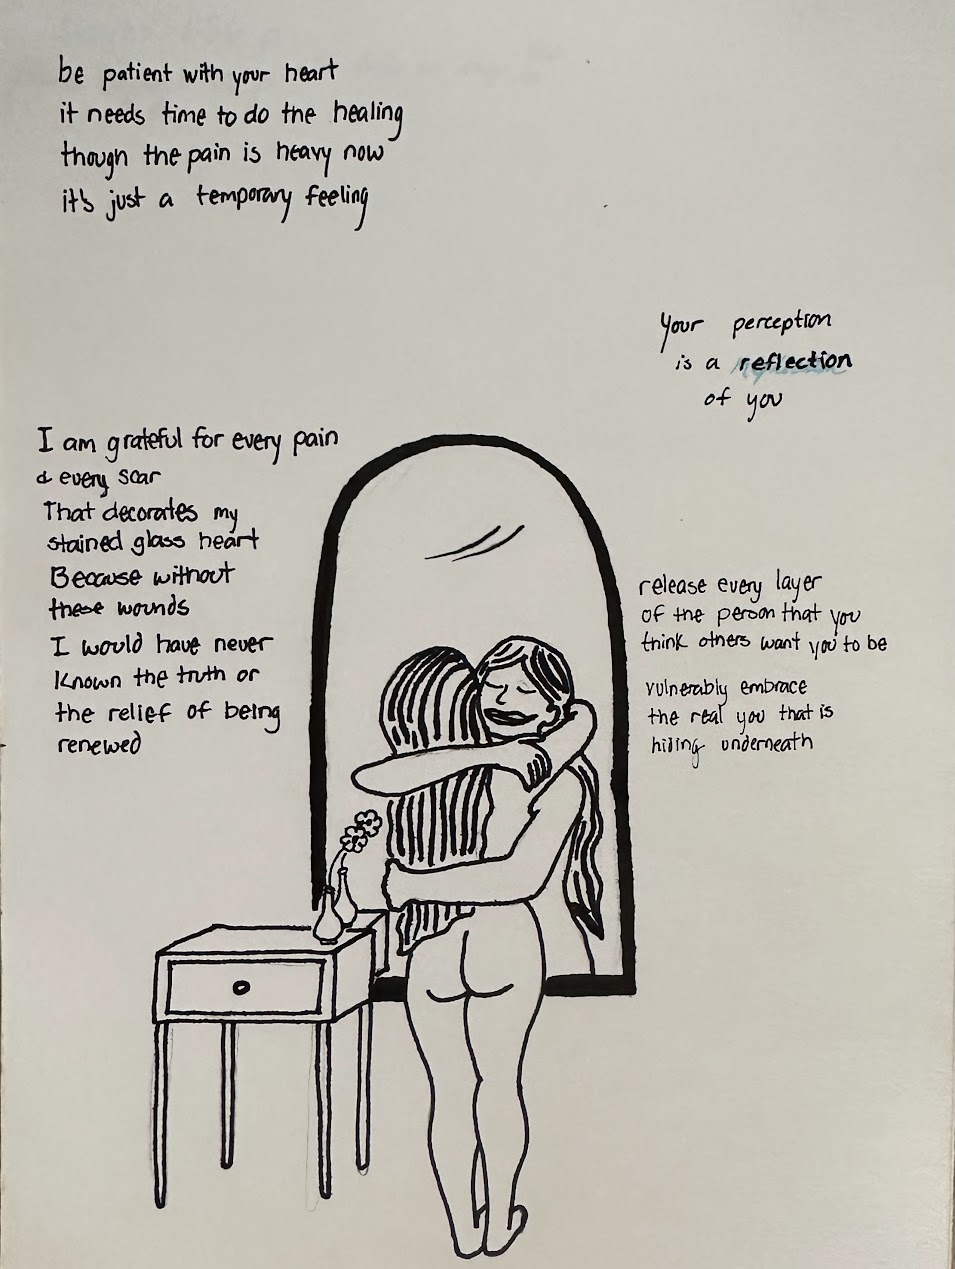 be patient with your heart
it needs time to do the healing
though the pain is heavy now
it's just a temporary feeling
Your perception
is a reflection
of you
I am grateful for every pain
& every scar
That decorates my
stained glass heart
Because without
these wounds
I would have never
known the truth or
the relief of being
renewed
release every layer
of the person that you
think others want you to be
vulnerably embrace
the real you that is
hiding underneath